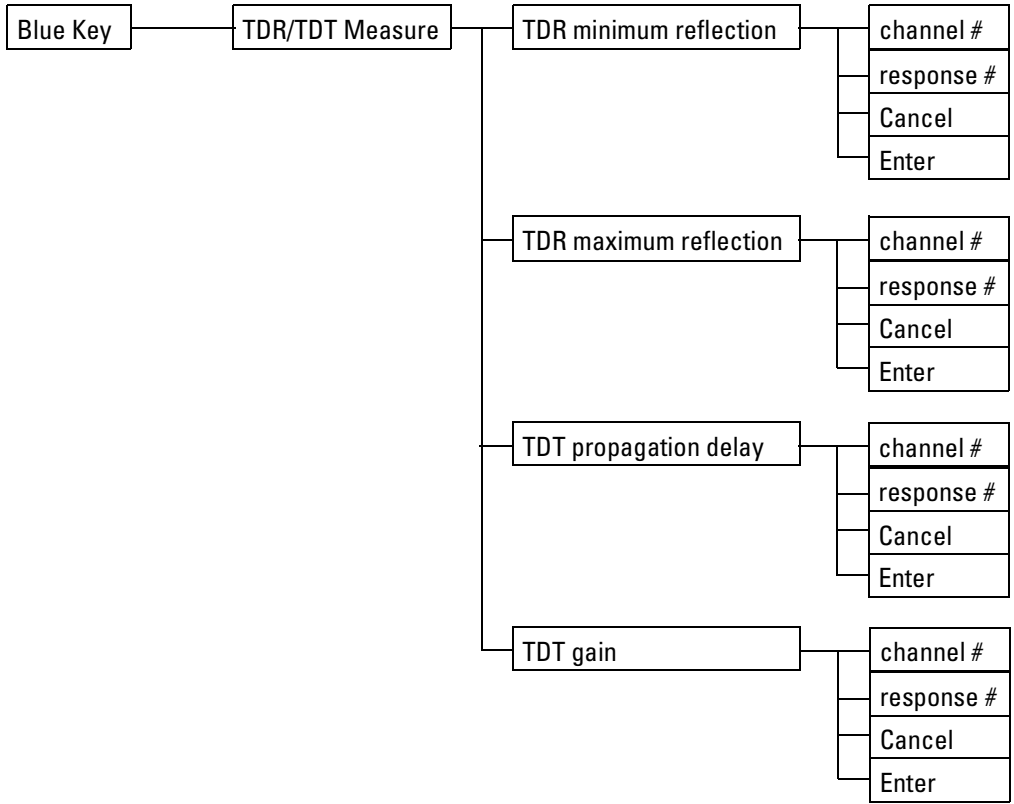 Blue Key
TDR/TDT Measure
TDR minimum reflection
channel #
response #
Cancel
Enter
TDR maximum reflection
channel #
response #
Cancel
Enter
TDT propagation delay
channel #
response #
Cancel
Enter
TDT gain
channel #
response #
Cancel
Enter